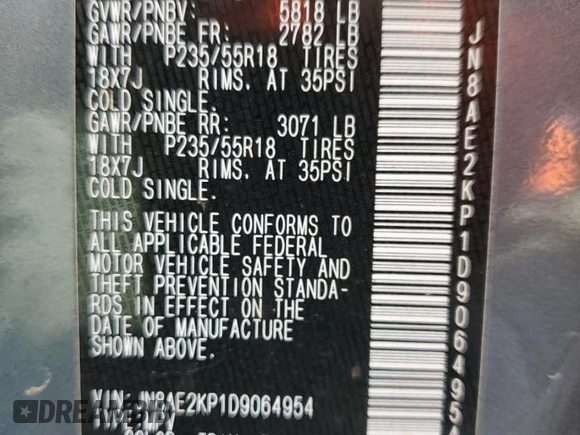 GVWR/PNBV: 5818 LB
GAWR/PNBE FR: 2782 LB
WITH P235/55R18 TIRES
18X7J RIMS. AT 35PSI
COLD SINGLE.
GAWR/PNBE RR: 3071 LB
WITH P235/55R18 TIRES
18X7J RIMS. AT 35PSI
COLD SINGLE.
THIS VEHICLE CONFORMS TO
ALL APPLICABLE FEDERAL
MOTOR VEHICLE SAFETY AND
THEFT PREVENTION STANDA-
RDS IN EFFECT ON THE
DATE OF MANUFACTURE
SHOWN ABOVE.
VIN JN8AE2KP1D9064954
JN8AE2KP1D9064954